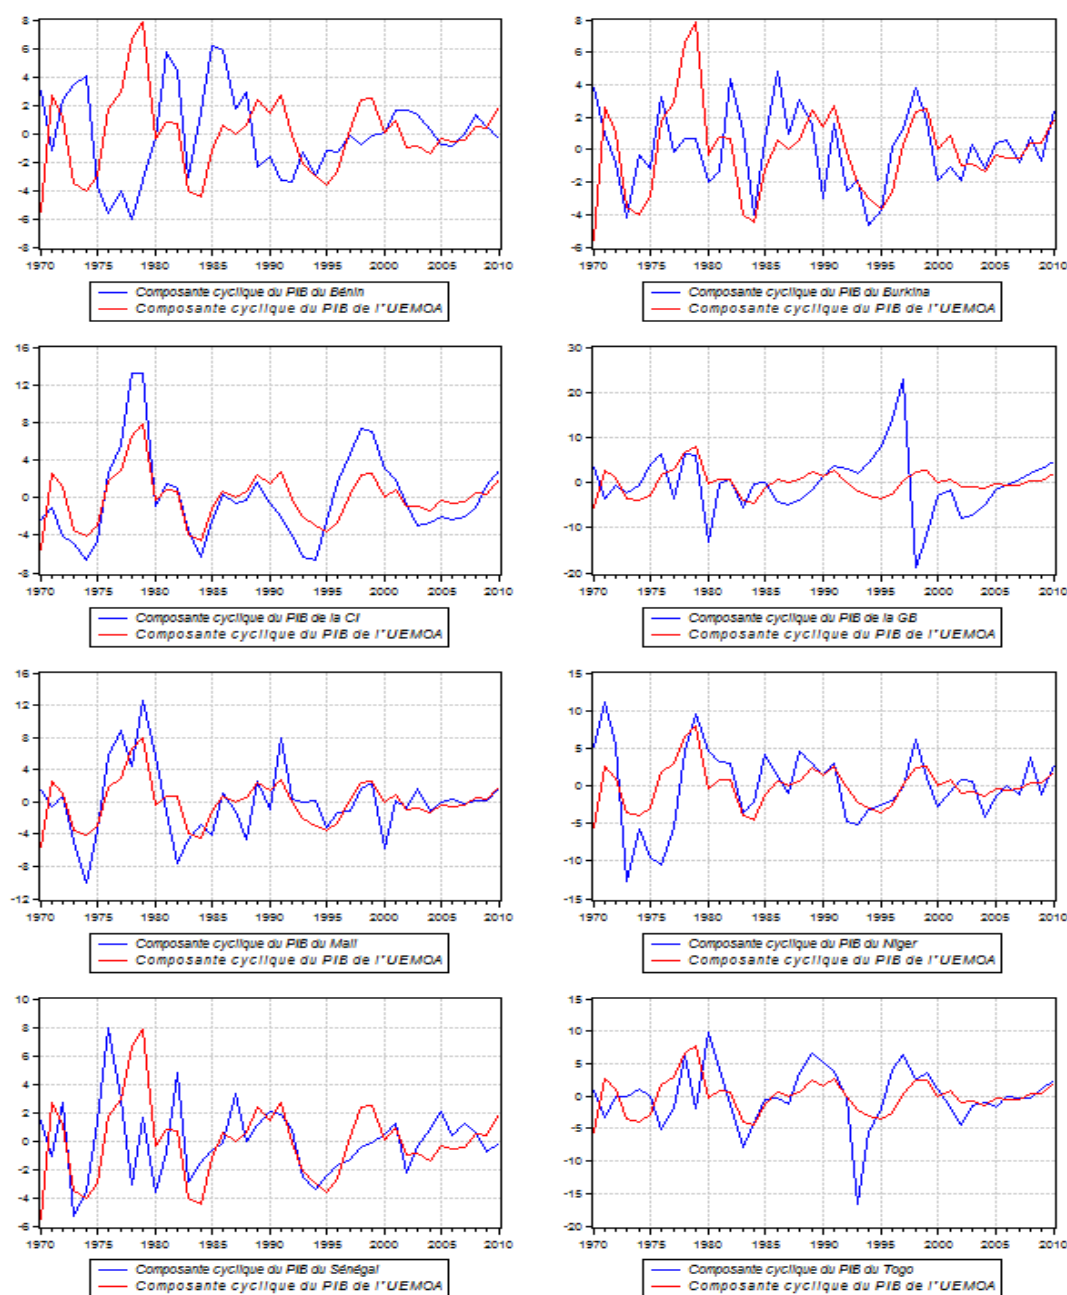 8
4
2
0
-2
-4
-6
-8
1970 1975 1980 1985 1990 1995 2000 2005 2010
Composante cyclique du PIB du Bénin
Composante cyclique du PIB de l''UEMOA
8
6
4
2
0
-2
-4
-6
1970 1975 1980 1985 1990 1995 2000 2005 2010
Composante cyclique du PIB du Burkina
Composante cyclique du PIB de l''UEMOA
16
12
8
4
0
-4
-8
1970 1975 1980 1985 1990 1995 2000 2005 2010
Composante cyclique du PIB de la CI
Composante cyclique du PIB de l''UEMOA
30
20
10
0
-10
-20
1970 1975 1980 1985 1990 1995 2000 2005 2010
Composante cyclique du PIB de la GB
Composante cyclique du PIB de l''UEMOA
16
12
8
4
0
-4
-8
-12
1970 1975 1980 1985 1990 1995 2000 2005 2010
Composante cyclique du PIB du Mali
Composante cyclique du PIB de l''UEMOA
15
10
5
0
-5
-10
-15
1970 1975 1980 1985 1990 1995 2000 2005 2010
Composante cyclique du PIB du Niger
Composante cyclique du PIB de l''UEMOA
10
8
6
4
2
0
-2
-4
-6
1970 1975 1980 1985 1990 1995 2000 2005 2010
Composante cyclique du PIB du Sénégal
Composante cyclique du PIB de l''UEMOA
15
10
5
0
-5
-10
-15
-20
1970 1975 1980 1985 1990 1995 2000 2005 2010
Composante cyclique du PIB du Togo
Composante cyclique du PIB de l''UEMOA